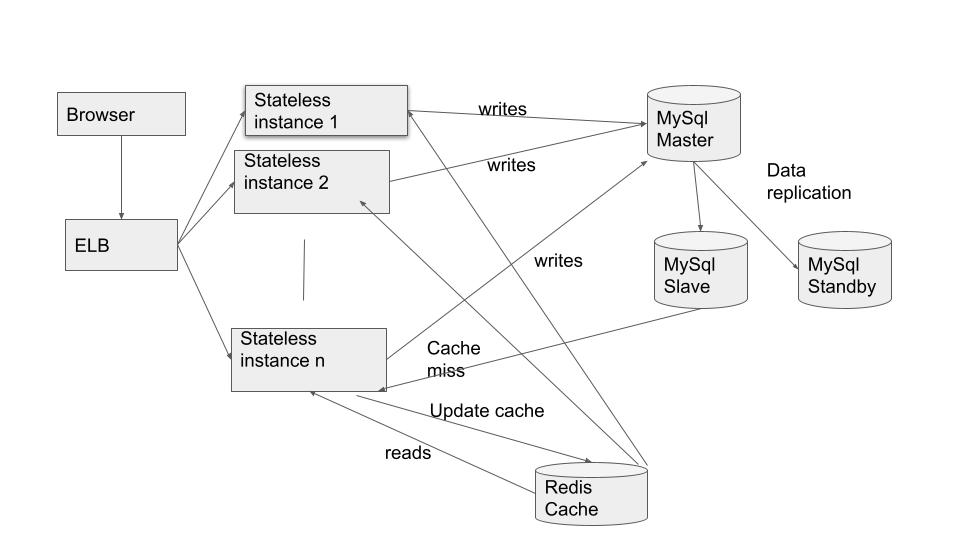 Browser
ELB
Stateless
instance 1
Stateless
instance 2
Stateless
instance n
writes
writes
writes
MySql
Master
Data
replication
MySql
Slave
MySql
Standby
Cache
miss
Update cache
reads
Redis
Cache